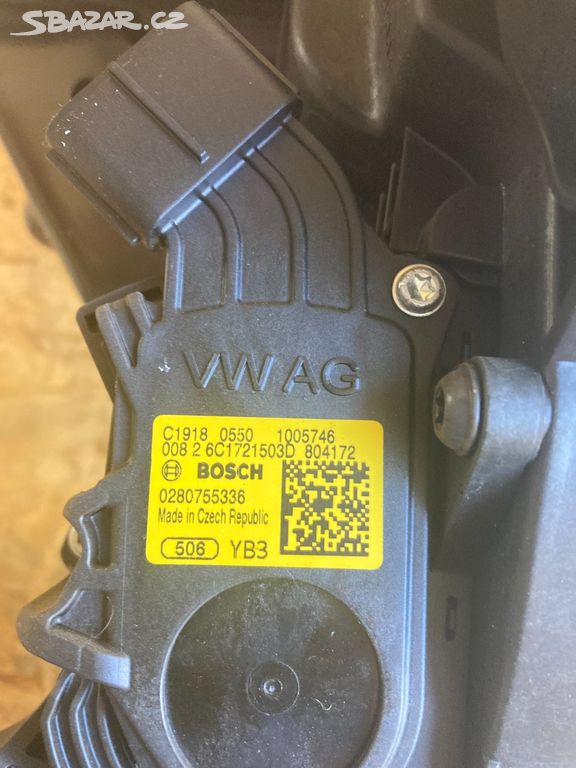 SBAZAR.CZ
VW AG
C1918 0550 1005746
008 2 6C1721503D 804172
BOSCH
0280755336
Made in Czech Republic
506 YB3